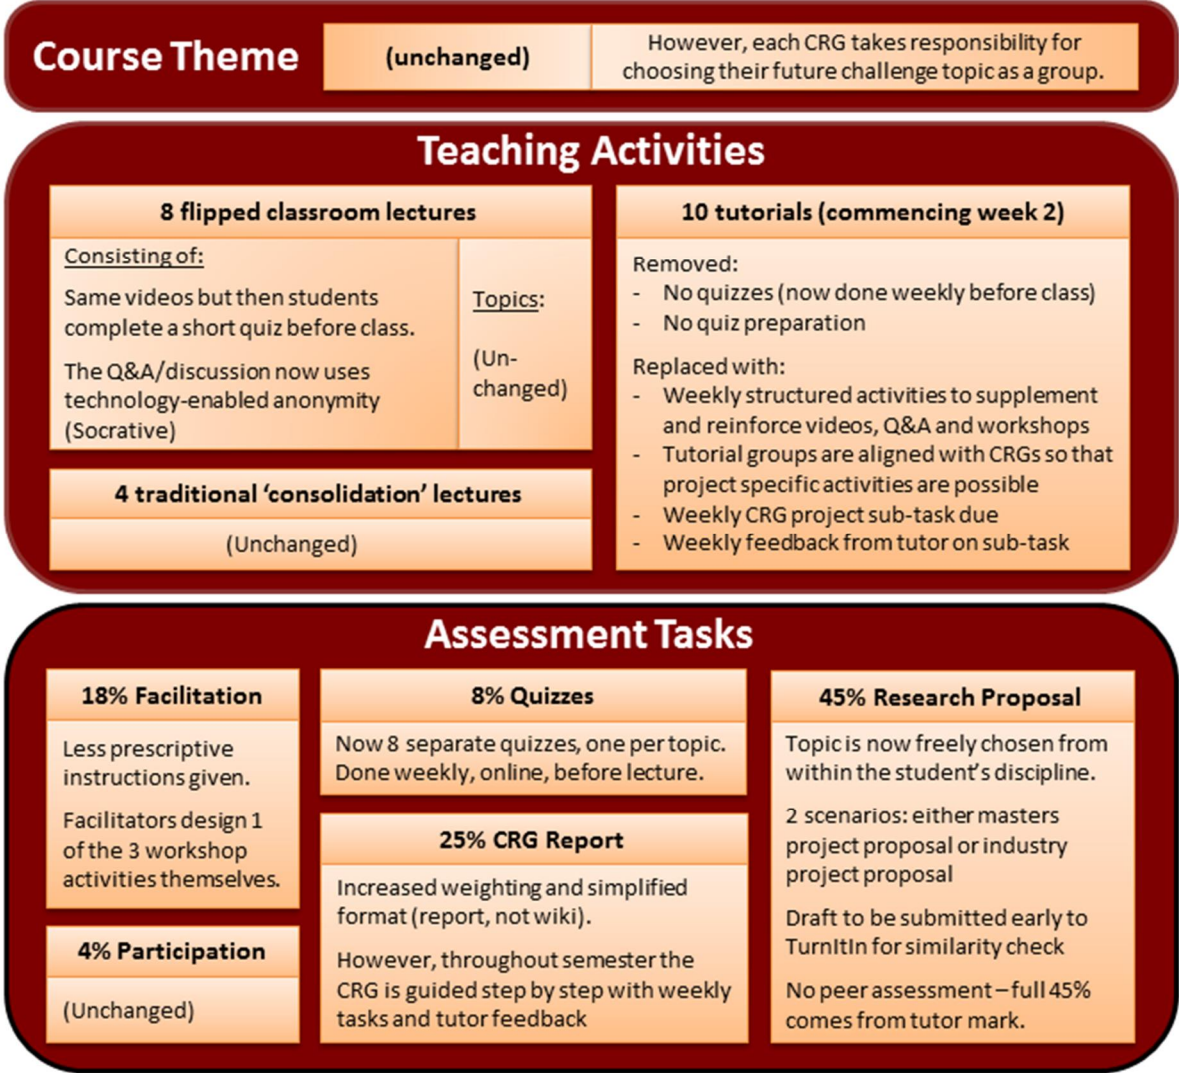 Course Theme
(unchanged)
However, each CRG takes responsibility for
choosing their future challenge topic as a group.
Teaching Activities
8 flipped classroom lectures
Consisting of:
Same videos but then students
complete a short quiz before class.
The Q&A/discussion now uses
technology-enabled anonymity
(Socrative)
Topics:
(Un-
changed)
4 traditional ‘consolidation’ lectures
(Unchanged)
10 tutorials (commencing week 2)
Removed:
- No quizzes (now done weekly before class)
- No quiz preparation
Replaced with:
- Weekly structured activities to supplement
and reinforce videos, Q&A and workshops
- Tutorial groups are aligned with CRGs so that
project specific activities are possible
- Weekly CRG project sub-task due
- Weekly feedback from tutor on sub-task
Assessment Tasks
18% Facilitation
Less prescriptive
instructions given.
Facilitators design 1
of the 3 workshop
activities themselves.
4% Participation
(Unchanged)
8% Quizzes
Now 8 separate quizzes, one per topic.
Done weekly, online, before lecture.
25% CRG Report
Increased weighting and simplified
format (report, not wiki).
However, throughout semester the
CRG is guided step by step with weekly
tasks and tutor feedback
45% Research Proposal
Topic is now freely chosen from
within the student’s discipline.
2 scenarios: either masters
project proposal or industry
project proposal
Draft to be submitted early to
TurnItIn for similarity check
No peer assessment – full 45%
comes from tutor mark.